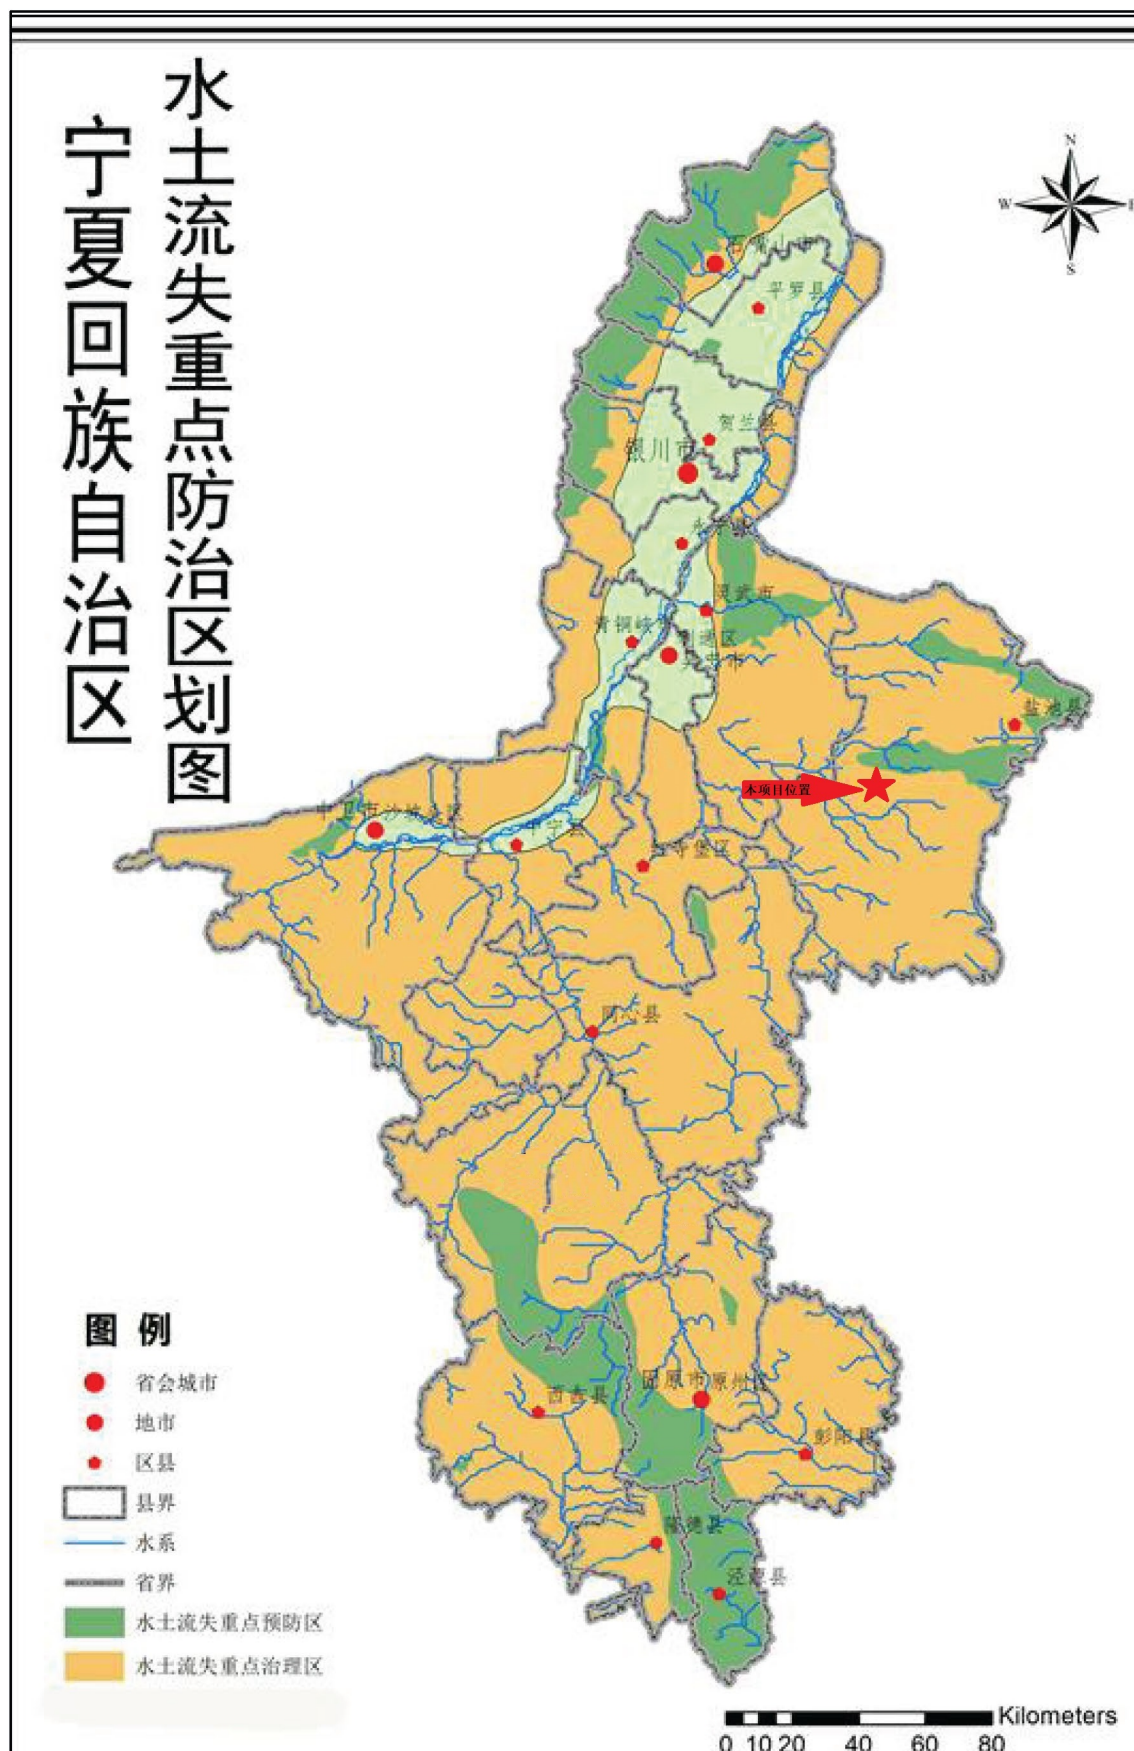 宁夏回族自治区
水土流失重点防治区划图
N
W
E
S
石嘴山市
平罗县
贺兰县
银川市
灵武市
青铜峡市
利通区
吴忠市
盐池县
本项目位置
中卫市沙坡头区
中宁县
红寺堡区
同心县
固原市原州区
西吉县
彭阳县
隆德县
泾源县
图 例
省会城市
地市
区县
县界
水系
省界
水土流失重点预防区
水土流失重点治理区
Kilometers
0 10 20 40 60 80